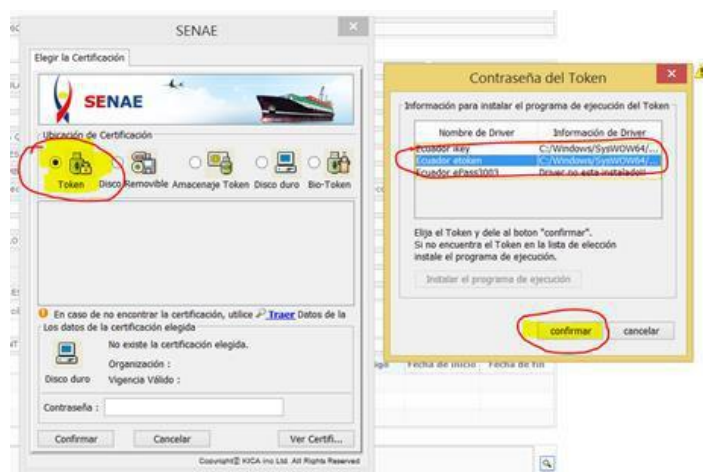 SENAE
Elegir la Certificación
SENAE
Ubicación de Certificación
Token
Disco Removible
Amacenaje Token
Disco duro
Bio-Token
En caso de no encontrar la certificación, utilice Traer Datos de la
Los datos de la certificación elegida
No existe la certificación elegida.
Organización :
Disco duro
Vigencia Válido :
Contraseña :
Confirmar
Cancelar
Ver Certifi...
Copyright© KICA inc Ltd. All Rights Reserved
Contraseña del Token
Información para instalar el programa de ejecución del Token
Nombre de Driver
Información de Driver
Ecuador ikey
C:/Windows/SysWOW64/...
Ecuador etoken
C:/Windows/SysWOW64/...
Ecuador ePass3003
Driver no esta instalado!!
Elija el Token y dele al boton "confirmar".
Si no encuentra el Token en la lista de elección
instale el programa de ejecución.
Instalar el programa de ejecución
confirmar
cancelar
Fecha de inicio
Fecha de fin